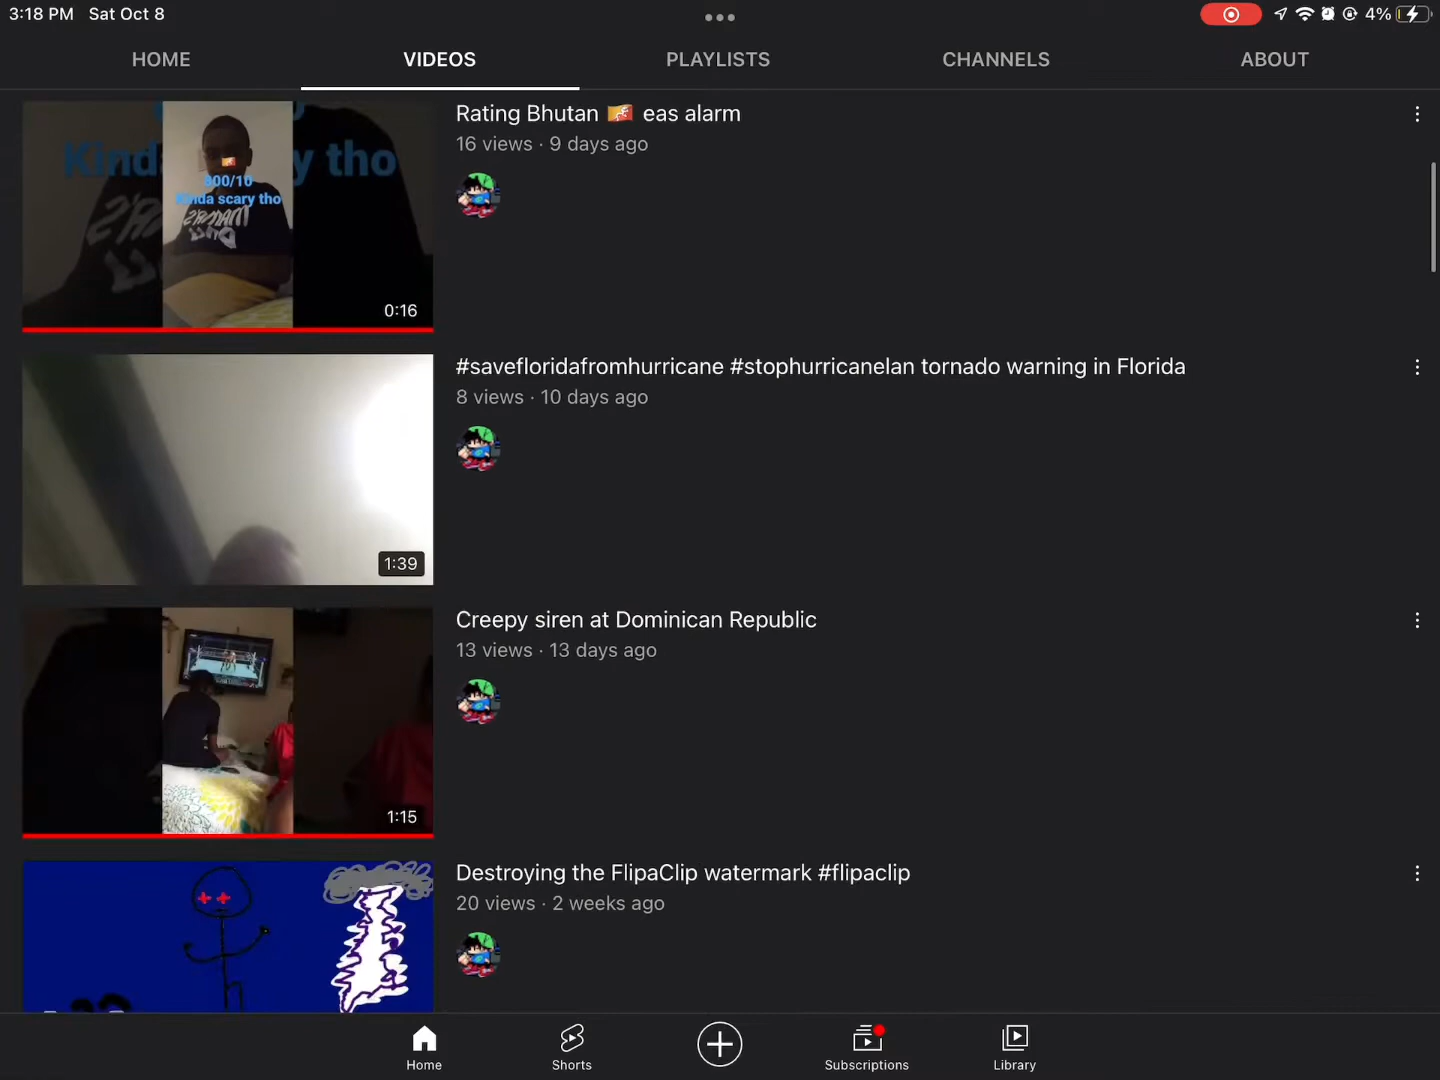 3:18 PM Sat Oct 8
4%
HOME VIDEOS PLAYLISTS CHANNELS ABOUT
Rating Bhutan 🇧🇹 eas alarm
16 views · 9 days ago
Kinda scary tho
0:16
#savefloridafromhurricane #stophurricaneIan tornado warning in Florida
8 views · 10 days ago
1:39
Creepy siren at Dominican Republic
13 views · 13 days ago
1:15
Destroying the FlipaClip watermark #flipaclip
20 views · 2 weeks ago
Home Shorts Subscriptions Library